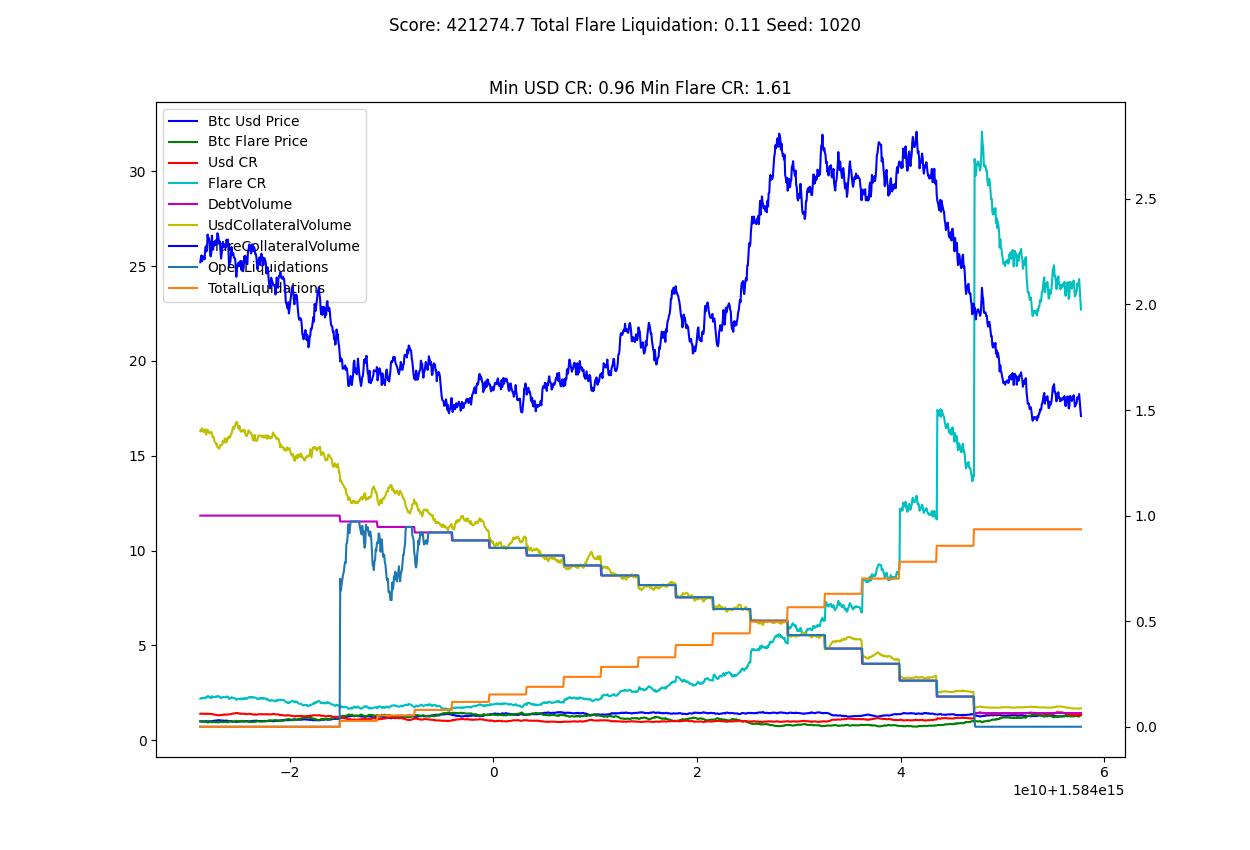 Score: 421274.7 Total Flare Liquidation: 0.11 Seed: 1020
Min USD CR: 0.96 Min Flare CR: 1.61
Btc Usd Price
Btc Flare Price
Usd CR
Flare CR
DebtVolume
UsdCollateralVolume
FlareCollateralVolume
OpenLiquidations
TotalLiquidations
30
25
20
15
10
5
0
2.5
2.0
1.5
1.0
0.5
0.0
−2
0
2
4
6
1e10+1.584e15